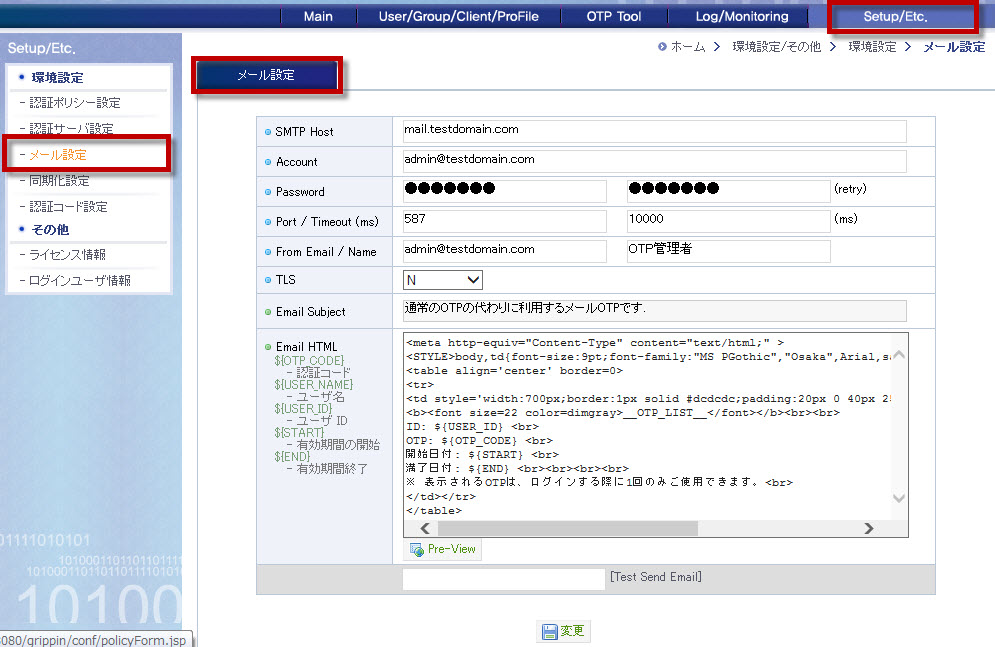 Main User/Group/Client/ProFile OTP Tool Log/Monitoring Setup/Etc.
ホーム > 環境設定/その他 > 環境設定 > メール設定
Setup/Etc.
環境設定
- 認証ポリシー設定
- 認証サーバ設定
- メール設定
- 同期化設定
- 認証コード設定
その他
- ライセンス情報
- ログインユーザ情報
メール設定
SMTP Host mail.testdomain.com
Account admin@testdomain.com
Password ●●●●●●● ●●●●●●● (retry)
Port / Timeout (ms) 587 10000 (ms)
From Email / Name admin@testdomain.com OTP管理者
TLS N
Email Subject 通常のOTPの代わりに利用するメールOTPです.
Email HTML
${OTP_CODE}
- 認証コード
${USER_NAME}
- ユーザ名
${USER_ID}
- ユーザ ID
${START}
- 有効期間の開始
${END}
- 有効期間終了
<meta http-equiv="Content-Type" content="text/html;" >
<STYLE>body,td{font-size:9pt;font-family:"MS PGothic","Osaka",Arial,s
<table align='center' border=0>
<tr>
<td style='width:700px;border:1px solid #dcdcdc;padding:20px 0 40px 25
<b><font size=22 color=dimgray>__OTP_LIST__</font></b><br><br>
ID: ${USER_ID} <br>
OTP: ${OTP_CODE} <br>
開始日付: ${START} <br>
満了日付: ${END} <br><br><br><br>
※ 表示されるOTPは、ログインする際に1回のみご使用できます。<br>
</td></tr>
</table>
Pre-View
[Test Send Email]
変更
01111010101
1010001101101101111
1010001101101101111010
10100
080/grippin/conf/policyForm.jsp